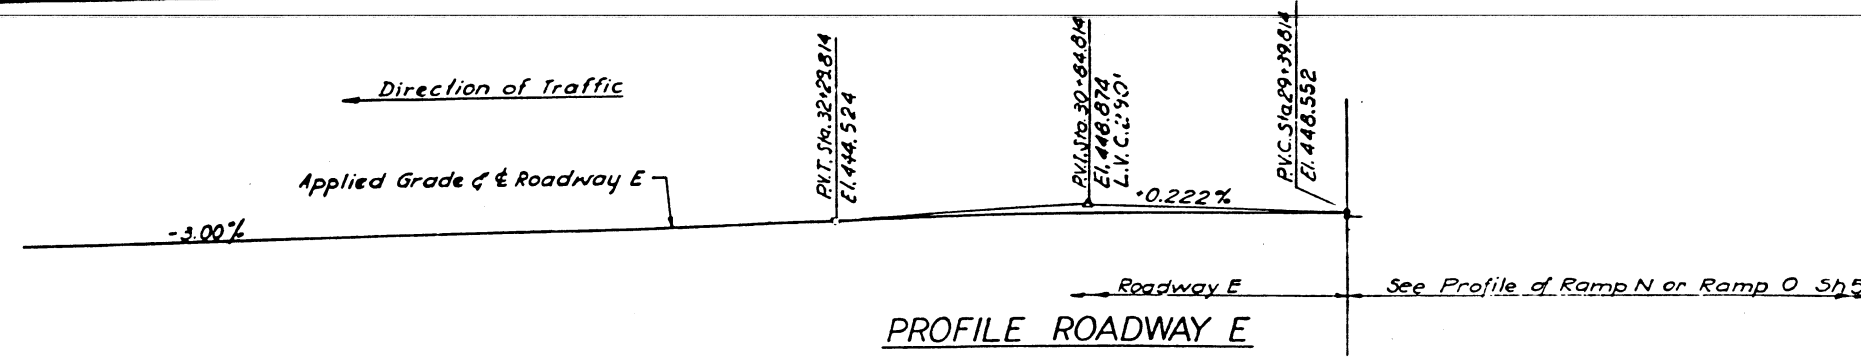 Direction of Traffic
Applied Grade ₵ ℄ Roadway E
-3.00%
P.V.T. Sta. 32+29.814
El. 444.524
P.V.I. Sta. 30+84.814
El. 448.874
L.V.C. = 290'
+0.222%
P.V.C. Sta 29+39.814
El. 448.552
Roadway E
See Profile of Ramp N or Ramp O Sh5
PROFILE ROADWAY E